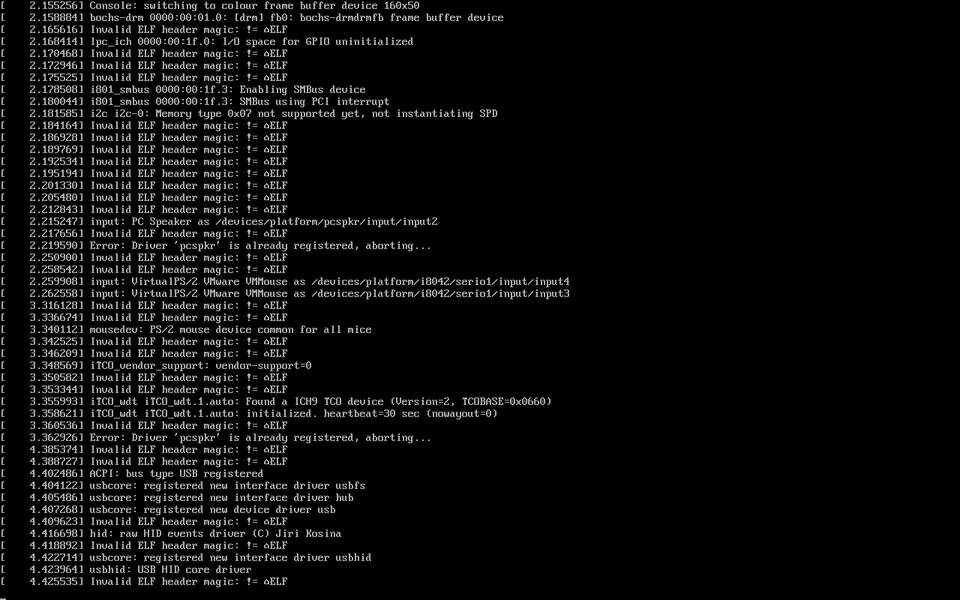 [    2.155256] Console: switching to colour frame buffer device 160x50
[    2.158884] bochs-drm 0000:00:01.0: [drm] fb0: bochs-drmdrmfb frame buffer device
[    2.165616] Invalid ELF header magic: != ⌂ELF
[    2.168414] lpc_ich 0000:00:1f.0: I/O space for GPIO uninitialized
[    2.170468] Invalid ELF header magic: != ⌂ELF
[    2.172946] Invalid ELF header magic: != ⌂ELF
[    2.175525] Invalid ELF header magic: != ⌂ELF
[    2.178508] i801_smbus 0000:00:1f.3: Enabling SMBus device
[    2.180044] i801_smbus 0000:00:1f.3: SMBus using PCI interrupt
[    2.181585] i2c i2c-0: Memory type 0x07 not supported yet, not instantiating SPD
[    2.184164] Invalid ELF header magic: != ⌂ELF
[    2.186928] Invalid ELF header magic: != ⌂ELF
[    2.189769] Invalid ELF header magic: != ⌂ELF
[    2.192534] Invalid ELF header magic: != ⌂ELF
[    2.195194] Invalid ELF header magic: != ⌂ELF
[    2.201330] Invalid ELF header magic: != ⌂ELF
[    2.205480] Invalid ELF header magic: != ⌂ELF
[    2.212843] Invalid ELF header magic: != ⌂ELF
[    2.215247] input: PC Speaker as /devices/platform/pcspkr/input/input2
[    2.217656] Invalid ELF header magic: != ⌂ELF
[    2.219590] Error: Driver 'pcspkr' is already registered, aborting...
[    2.250900] Invalid ELF header magic: != ⌂ELF
[    2.258542] Invalid ELF header magic: != ⌂ELF
[    2.259908] input: VirtualPS/2 VMware VMMouse as /devices/platform/i8042/serio1/input/input4
[    2.262558] input: VirtualPS/2 VMware VMMouse as /devices/platform/i8042/serio1/input/input3
[    3.316128] Invalid ELF header magic: != ⌂ELF
[    3.336674] Invalid ELF header magic: != ⌂ELF
[    3.340112] mousedev: PS/2 mouse device common for all mice
[    3.342525] Invalid ELF header magic: != ⌂ELF
[    3.346209] Invalid ELF header magic: != ⌂ELF
[    3.348569] iTCO_vendor_support: vendor-support=0
[    3.350582] Invalid ELF header magic: != ⌂ELF
[    3.353344] Invalid ELF header magic: != ⌂ELF
[    3.355993] iTCO_wdt iTCO_wdt.1.auto: Found a ICH9 TCO device (Version=2, TCOBASE=0x0660)
[    3.358621] iTCO_wdt iTCO_wdt.1.auto: initialized. heartbeat=30 sec (nowayout=0)
[    3.360536] Invalid ELF header magic: != ⌂ELF
[    3.362926] Error: Driver 'pcspkr' is already registered, aborting...
[    4.385374] Invalid ELF header magic: != ⌂ELF
[    4.388727] Invalid ELF header magic: != ⌂ELF
[    4.402486] ACPI: bus type USB registered
[    4.404122] usbcore: registered new interface driver usbfs
[    4.405486] usbcore: registered new interface driver hub
[    4.407268] usbcore: registered new device driver usb
[    4.409623] Invalid ELF header magic: != ⌂ELF
[    4.416698] hid: raw HID events driver (C) Jiri Kosina
[    4.418892] Invalid ELF header magic: != ⌂ELF
[    4.422714] usbcore: registered new interface driver usbhid
[    4.423964] usbhid: USB HID core driver
[    4.425535] Invalid ELF header magic: != ⌂ELF